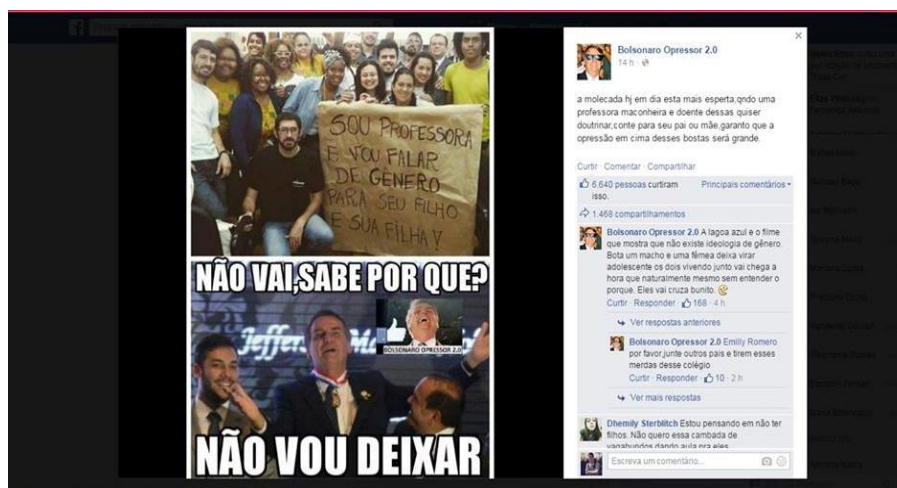 SOU PROFESSORA
E VOU FALAR
DE GÊNERO
PARA SEU FILHO
E SUA FILHA!
NÃO VAI,SABE POR QUE?
BOLSONARO OPRESSOR 2.0
NÃO VOU DEIXAR
Bolsonaro Opressor 2.0
14 h
a molecada hj em dia esta mais esperta,qndo uma
professora maconheira e doente dessas quiser
doutrinar,conte para seu pai ou mãe,garanto que a
opressão em cima desses bostas será grande.
Curtir · Comentar · Compartilhar
6.640 pessoas curtiram
isso.
Principais comentários
1.468 compartilhamentos
Bolsonaro Opressor 2.0 A lagoa azul e o filme
que mostra que não existe ideologia de gênero.
Bota um macho e uma fêmea deixa virar
adolescente os dois vivendo junto vai chega a
hora que naturalmente mesmo sem entender o
porque. Eles vai cruza bunito.
Curtir · Responder · 168 · 4 h
Ver respostas anteriores
Bolsonaro Opressor 2.0 Emilly Romero
por favor,junte outros pais e tirem esses
merdas desse colégio
Curtir · Responder · 10 · 2 h
Ver mais respostas
Dhemily Sterblitch Estou pensando em não ter
filhos. Não quero essa cambada de
vagabundos dando aula pra eles
Escreva um comentário...